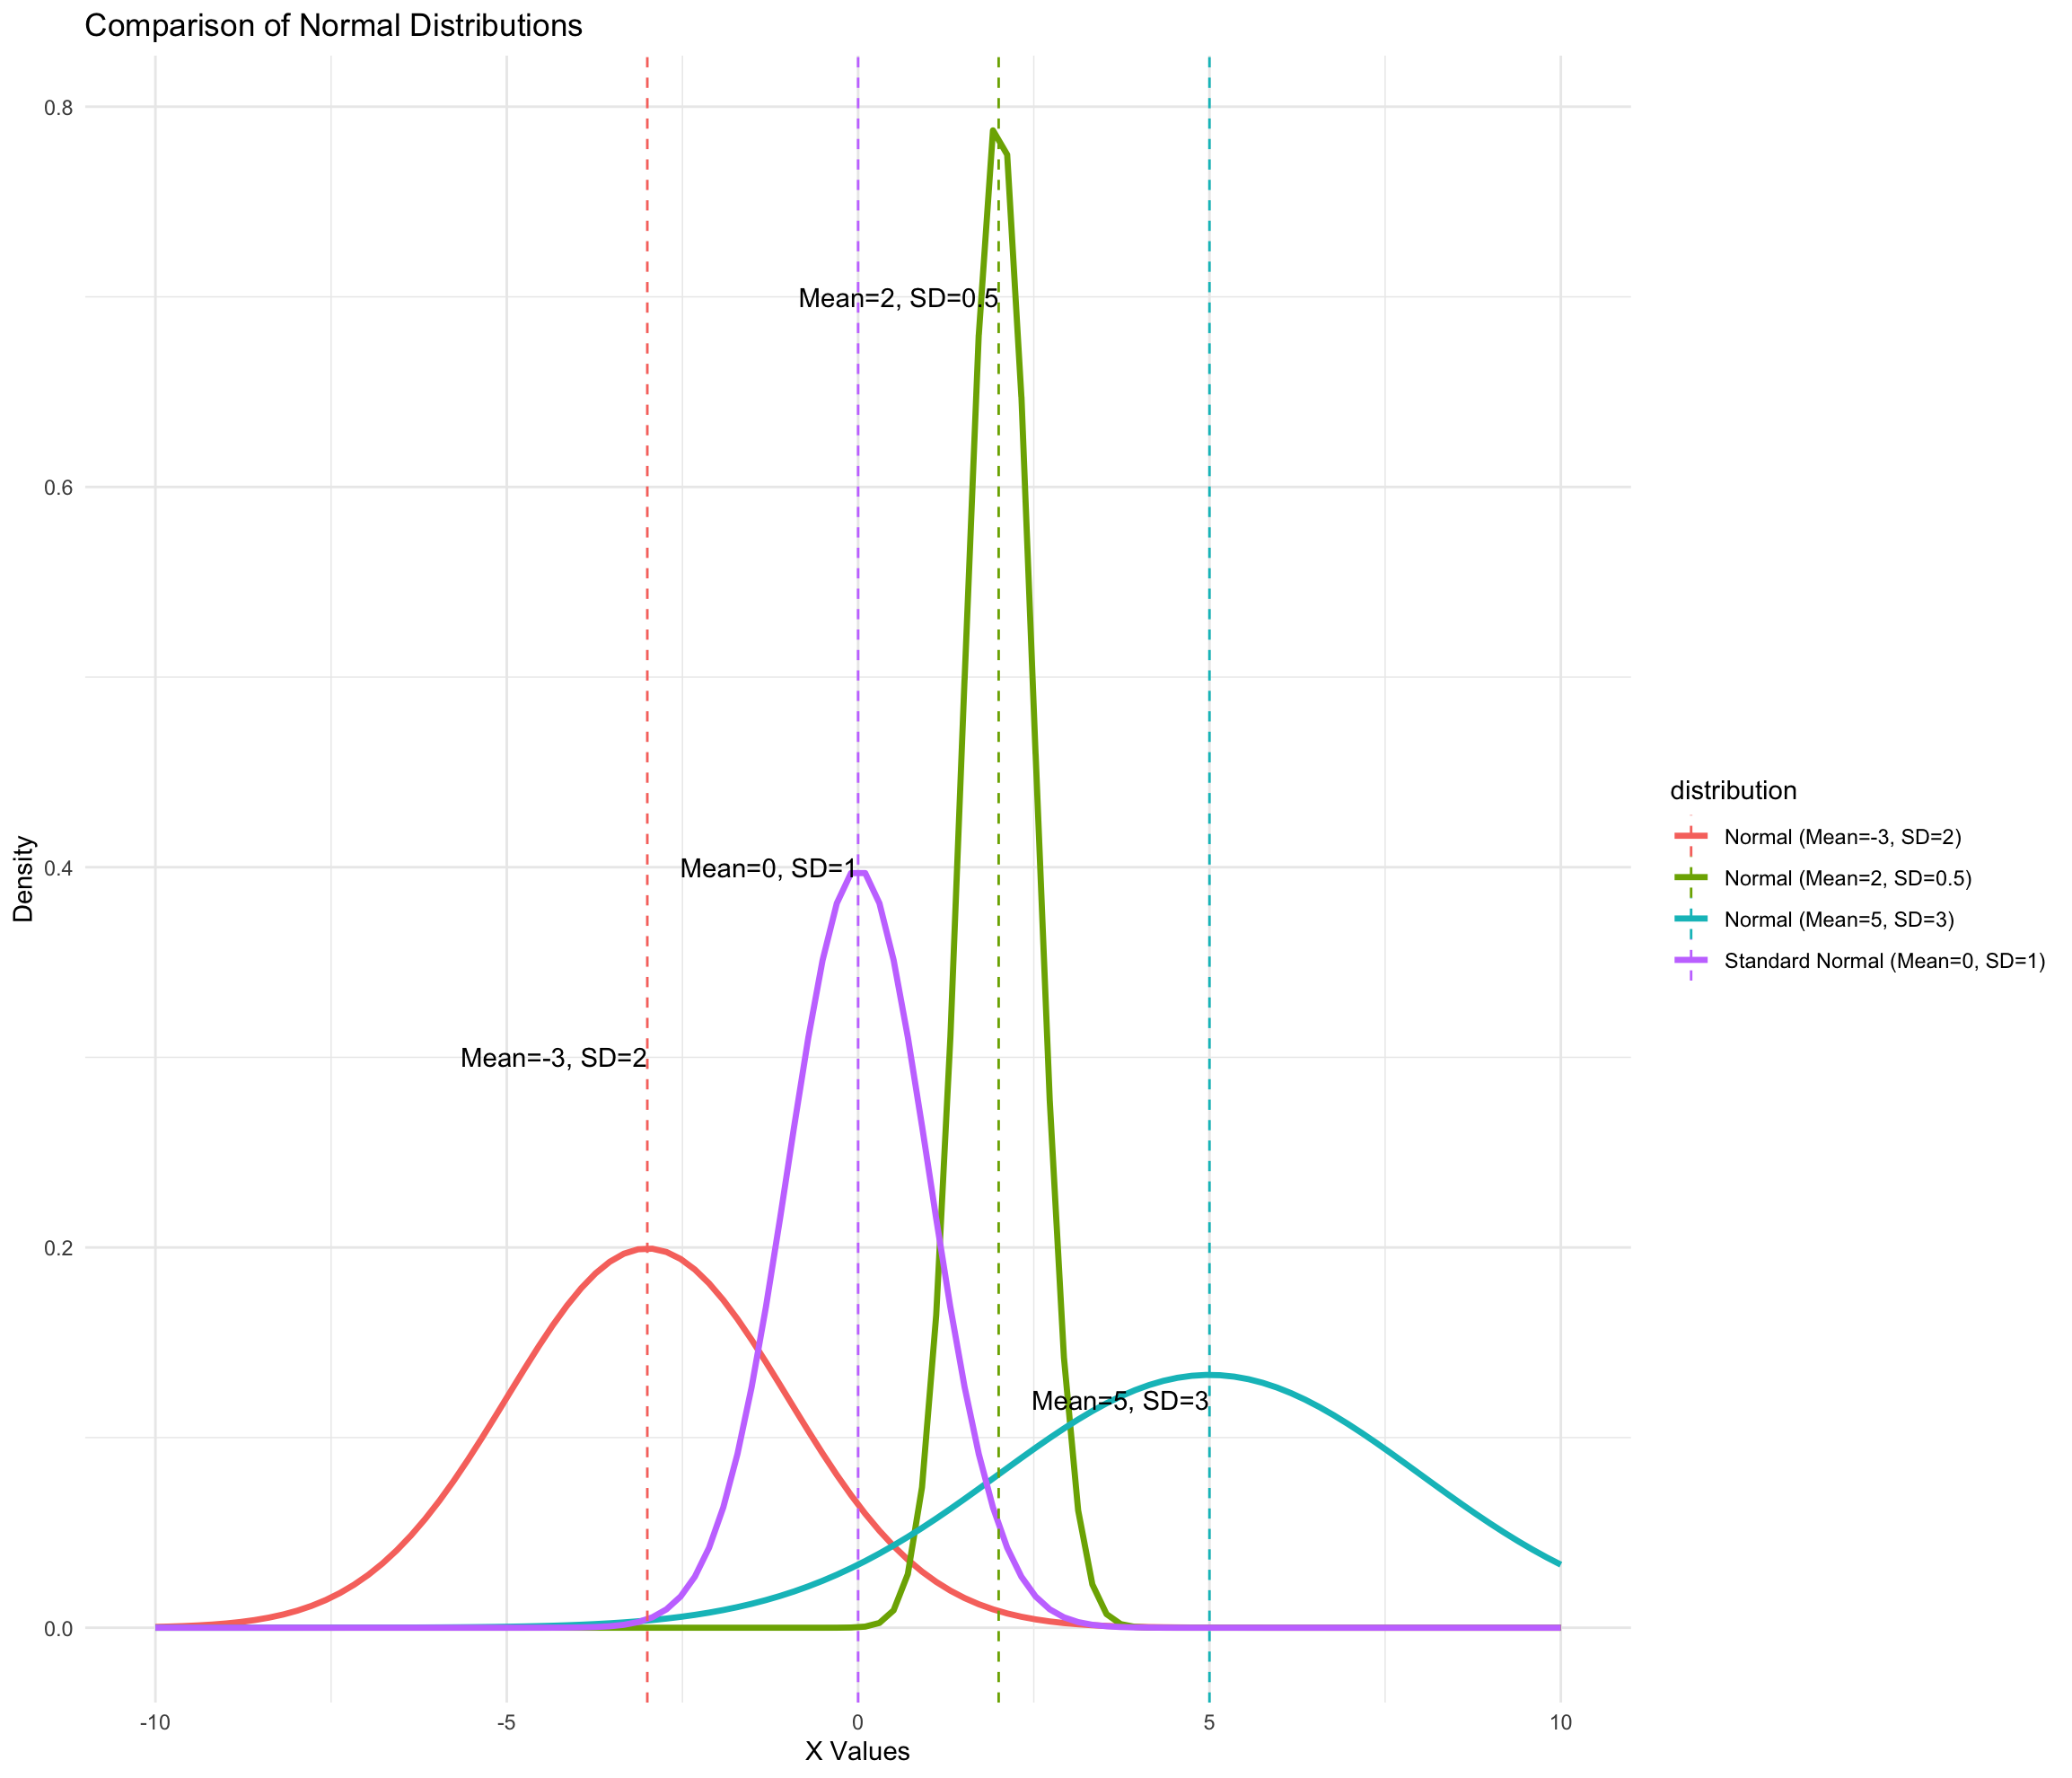 Comparison of Normal Distributions
0.8
0.6
0.4
0.2
0.0
Density
Mean=2, SD=0.5
Mean=0, SD=1
Mean=-3, SD=2
Mean=5, SD=3
-10
-5
0
5
10
X Values
distribution
Normal (Mean=-3, SD=2)
Normal (Mean=2, SD=0.5)
Normal (Mean=5, SD=3)
Standard Normal (Mean=0, SD=1)